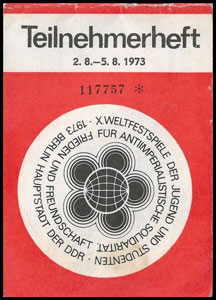 Teilnehmerheft
2. 8.–5. 8. 1973
117757 *
X. WELTFESTSPIELE DER JUGEND UND STUDENTEN · 1973 BERLIN HAUPTSTADT DER DDR ·
FÜR ANTIIMPERIALISTISCHE SOLIDARITÄT, FRIEDEN UND FREUNDSCHAFT